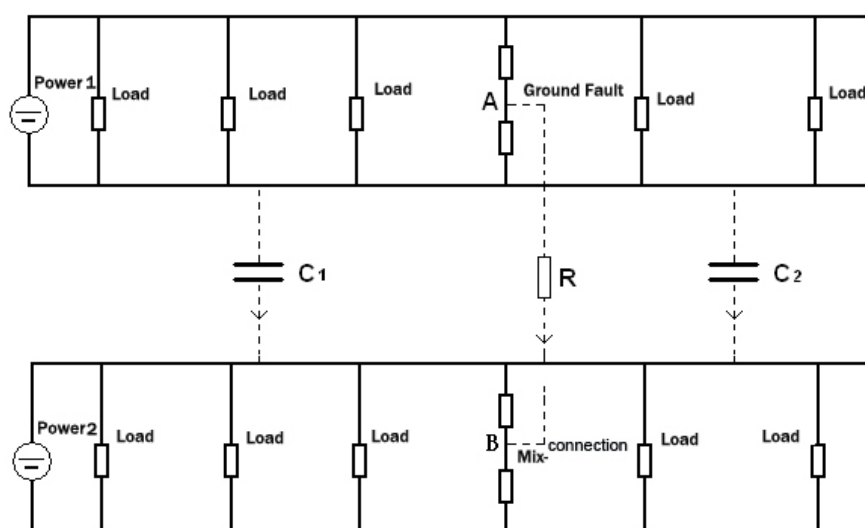 Power 1
Load
Load
Load
A
Ground Fault
Load
Load
C1
R
C2
Power2
Load
Load
Load
B
Mix-connection
Load
Load